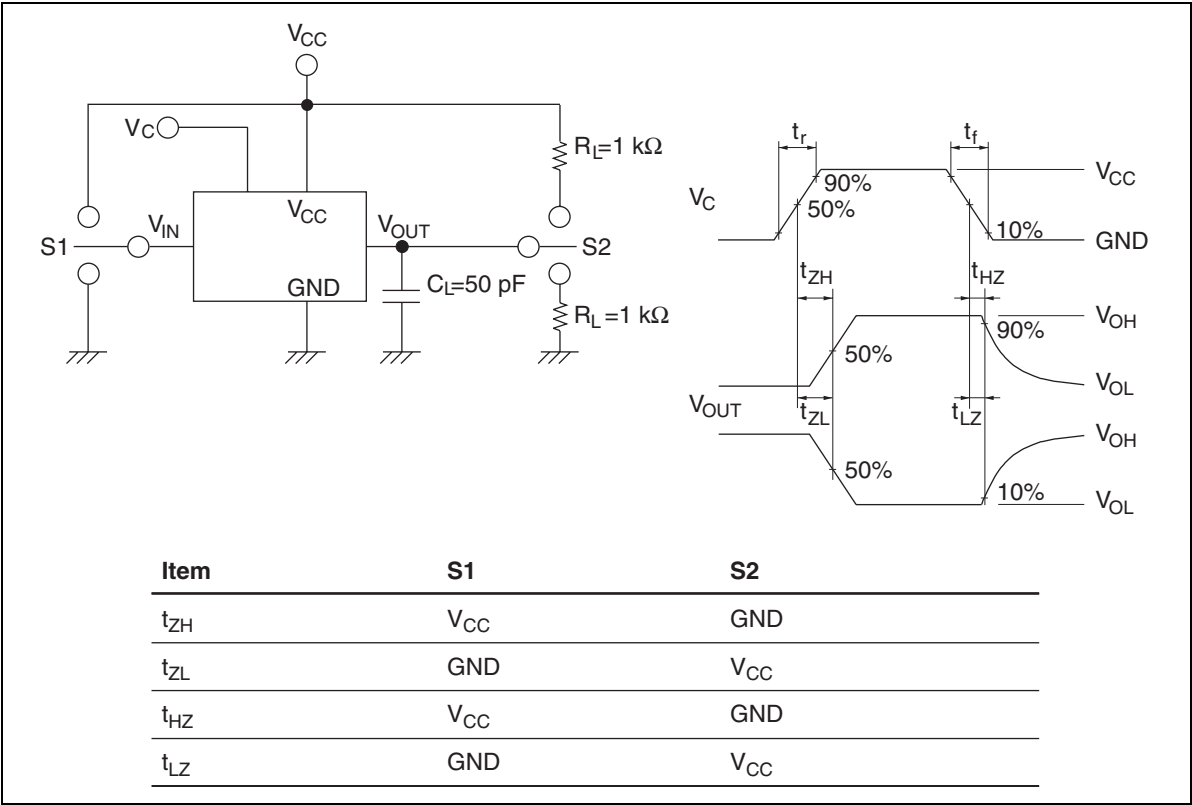 VCC
VC
RL=1 kΩ
S1
VIN
VCC
VOUT
S2
GND
CL=50 pF
RL=1 kΩ
tr
tf
VC
90%
50%
VCC
10%
GND
tZH
tHZ
VOH
90%
50%
VOL
VOUT
tZL
tLZ
VOH
50%
10%
VOL
Item S1 S2
tZH VCC GND
tZL GND VCC
tHZ VCC GND
tLZ GND VCC